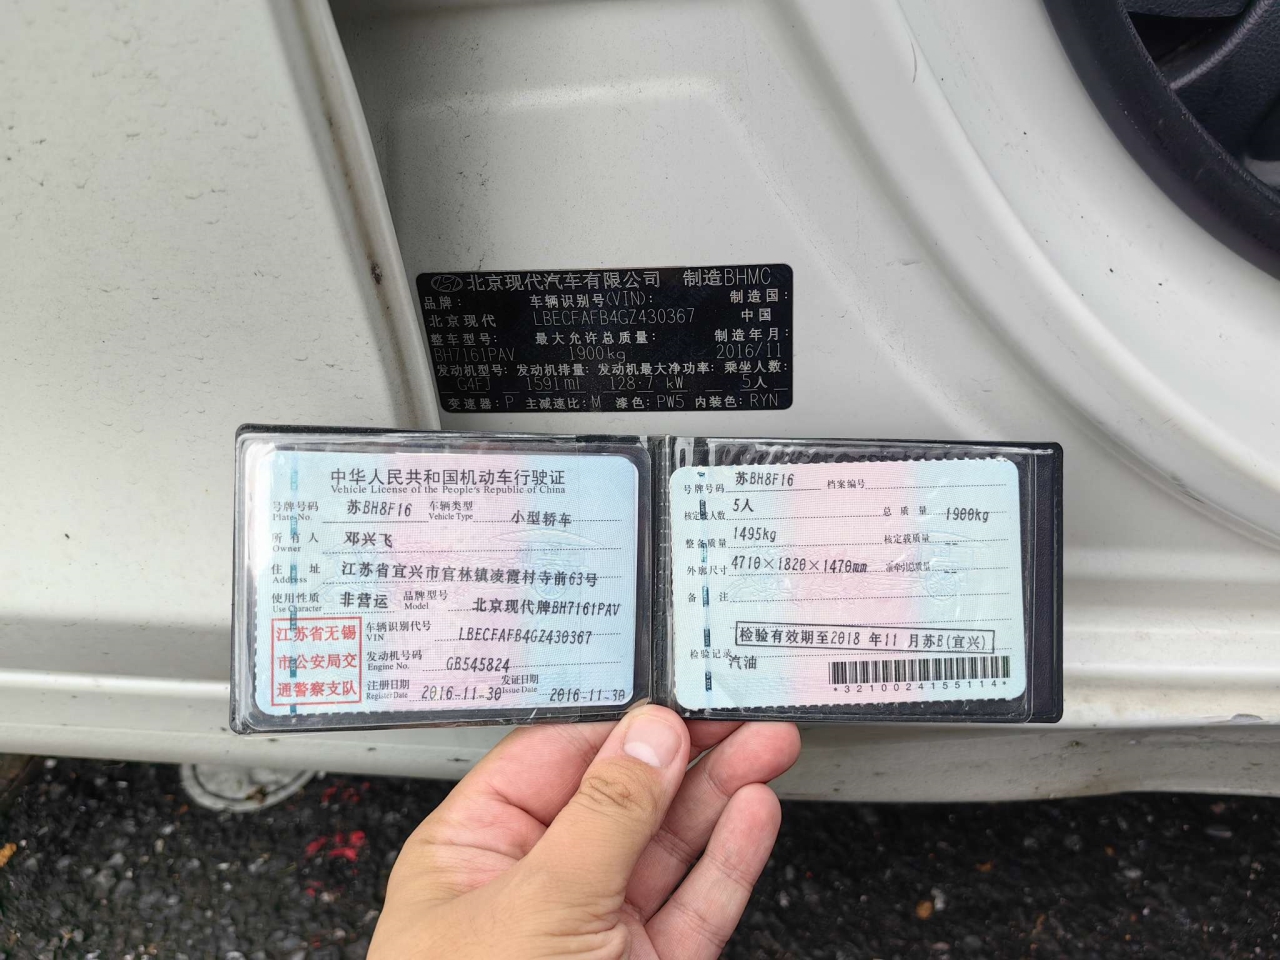 北京现代汽车有限公司 制造BHMC
品牌: 车辆识别号(VIN): 制造国:
北京现代 LBECFAFB4GZ430367 中国
整车型号: 最大允许总质量: 制造年月:
BH7161PAV 1900kg 2016/11
发动机型号: 发动机排量: 发动机最大净功率: 乘坐人数:
G4FJ 1591ml 128.7 kW 5人
变速器: P 主减速比: M 漆色: PW5 内装色: RYN
中华人民共和国机动车行驶证
Vehicle License of the People's Republic of China
号牌号码 苏BH8F16 车辆类型 小型轿车
Plate No. Vehicle Type
所有人 邓兴飞
Owner
住址 江苏省宜兴市官林镇凌霞村寺前63号
Address
使用性质 非营运 品牌型号 北京现代牌BH7161PAV
Use Character Model
江苏省无锡
市公安局交
通警察支队
车辆识别代号 LBECFAFB4GZ430367
VIN
发动机号码 GB545824
Engine No.
注册日期 2016-11-30 发证日期 2016-11-30
Register Date Issue Date
号牌号码 苏BH8F16 档案编号
核定载人数 5人 总质量 1900kg
整备质量 1495kg 核定载质量 --
外廓尺寸 4710×1820×1470mm 准牵引总质量 --
备注
检验有效期至2018年11月苏B(宜兴)
检验记录 汽油
*3210024155114*